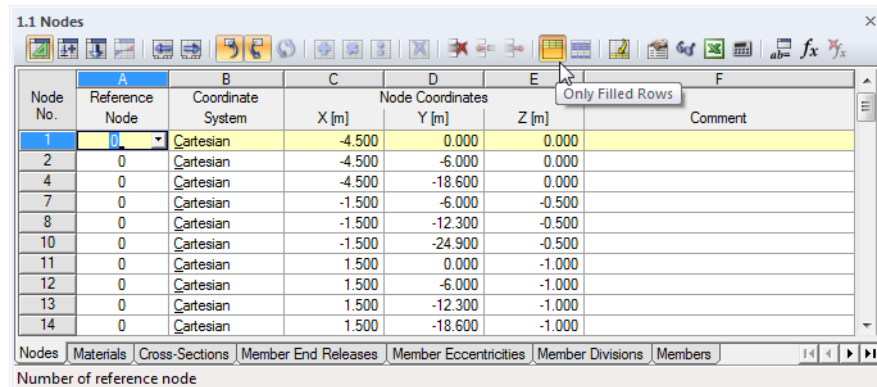 1.1 Nodes
A B C D E F
Node Reference Coordinate Node Coordinates
No. Node System X [m] Y [m] Z [m] Comment
Only Filled Rows
1 0 Cartesian -4.500 0.000 0.000
2 0 Cartesian -4.500 -6.000 0.000
4 0 Cartesian -4.500 -18.600 0.000
7 0 Cartesian -1.500 -6.000 -0.500
8 0 Cartesian -1.500 -12.300 -0.500
10 0 Cartesian -1.500 -24.900 -0.500
11 0 Cartesian 1.500 0.000 -1.000
12 0 Cartesian 1.500 -6.000 -1.000
13 0 Cartesian 1.500 -12.300 -1.000
14 0 Cartesian 1.500 -18.600 -1.000
Nodes Materials Cross-Sections Member End Releases Member Eccentricities Member Divisions Members
Number of reference node